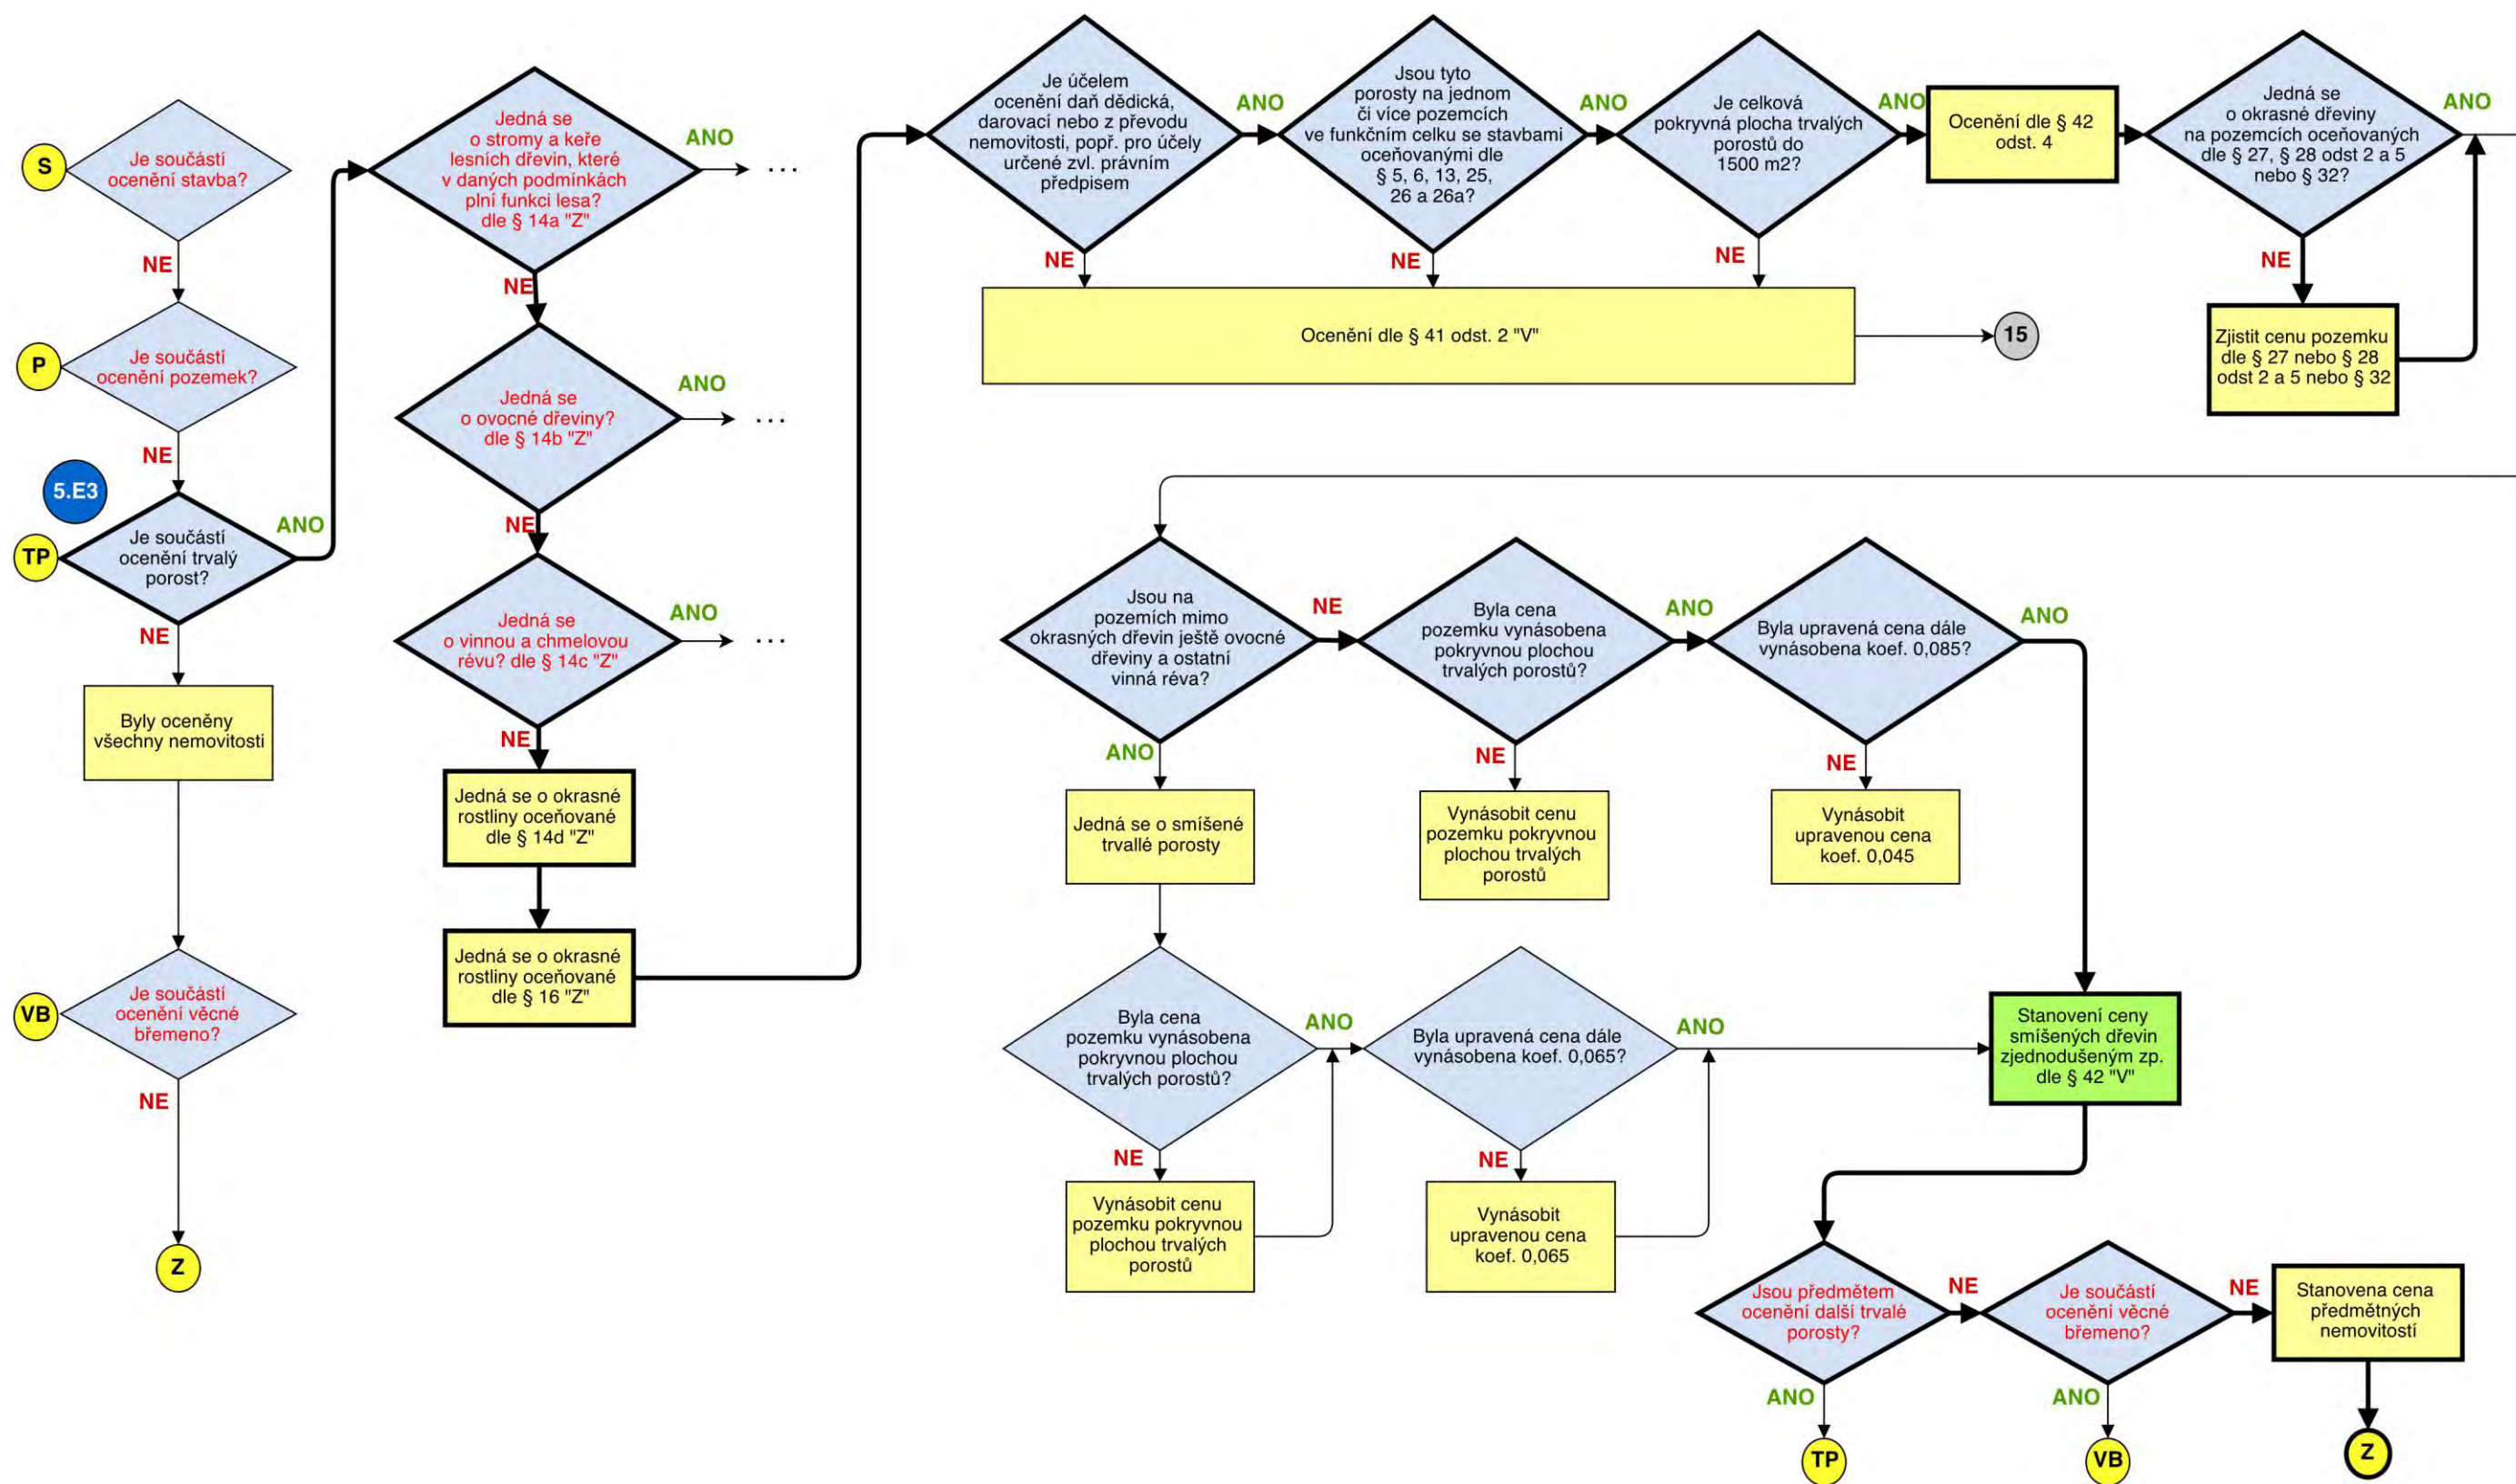 S
Je součástí
ocenění stavba?
NE
P
Je součástí
ocenění pozemek?
NE
5.E3
TP
Je součástí
ocenění trvalý
porost?
ANO
NE
Byly oceněny
všechny nemovitosti
VB
Je součástí
ocenění věcné
břemeno?
NE
Z
Jedná se
o stromy a keře
lesních dřevin, které
v daných podmínkách
plní funkci lesa?
dle § 14a "Z"
ANO
...
NE
Jedná se
o ovocné dřeviny?
dle § 14b "Z"
ANO
...
NE
Jedná se
o vinnou a chmelovou
révu? dle § 14c "Z"
ANO
...
NE
Jedná se o okrasné
rostliny oceňované
dle § 14d "Z"
Jedná se o okrasné
rostliny oceňované
dle § 16 "Z"
Je účelem
ocenění daň dědická,
darovací nebo z převodu
nemovitosti, popř. pro účely
určené zvl. právním
předpisem
ANO
NE
Jsou tyto
porosty na jednom
či více pozemcích
ve funkčním celku se stavbami
oceňovanými dle
§ 5, 6, 13, 25,
26 a 26a?
ANO
NE
Je celková
pokryvná plocha trvalých
porostů do
1500 m2?
ANO
NE
Ocenění dle § 42
odst. 4
Jedná se
o okrasné dřeviny
na pozemcích oceňovaných
dle § 27, § 28 odst 2 a 5
nebo § 32?
ANO
NE
Ocenění dle § 41 odst. 2 "V"
15
Zjistit cenu pozemku
dle § 27 nebo § 28
odst 2 a 5 nebo § 32
Jsou na
pozemích mimo
okrasných dřevin ještě ovocné
dřeviny a ostatní
vinná réva?
NE
ANO
Byla cena
pozemku vynásobena
pokryvnou plochou
trvalých porostů?
ANO
NE
Byla upravená cena dále
vynásobena koef. 0,085?
ANO
NE
Jedná se o smíšené
trvallé porosty
Vynásobit cenu
pozemku pokryvnou
plochou trvalých
porostů
Vynásobit
upravenou cena
koef. 0,045
Byla cena
pozemku vynásobena
pokryvnou plochou
trvalých porostů?
ANO
NE
Byla upravená cena dále
vynásobena koef. 0,065?
ANO
NE
Stanovení ceny
smíšených dřevin
zjednodušeným zp.
dle § 42 "V"
Vynásobit cenu
pozemku pokryvnou
plochou trvalých
porostů
Vynásobit
upravenou cena
koef. 0,065
Jsou předmětem
ocenění další trvalé
porosty?
NE
ANO
TP
Je součástí
ocenění věcné
břemeno?
NE
ANO
VB
Stanovena cena
předmětných
nemovitostí
Z